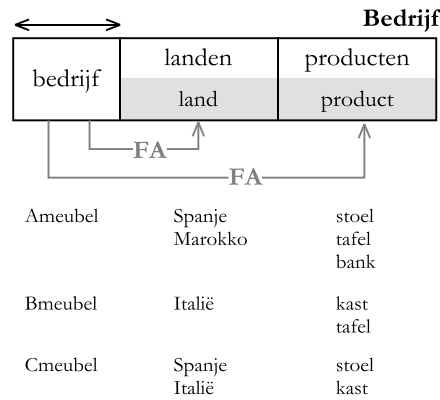 Bedrijf
bedrijf landen producten
land product
FA
FA
Ameubel Spanje stoel
Marokko tafel
bank
Bmeubel Italië kast
tafel
Cmeubel Spanje stoel
Italië kast